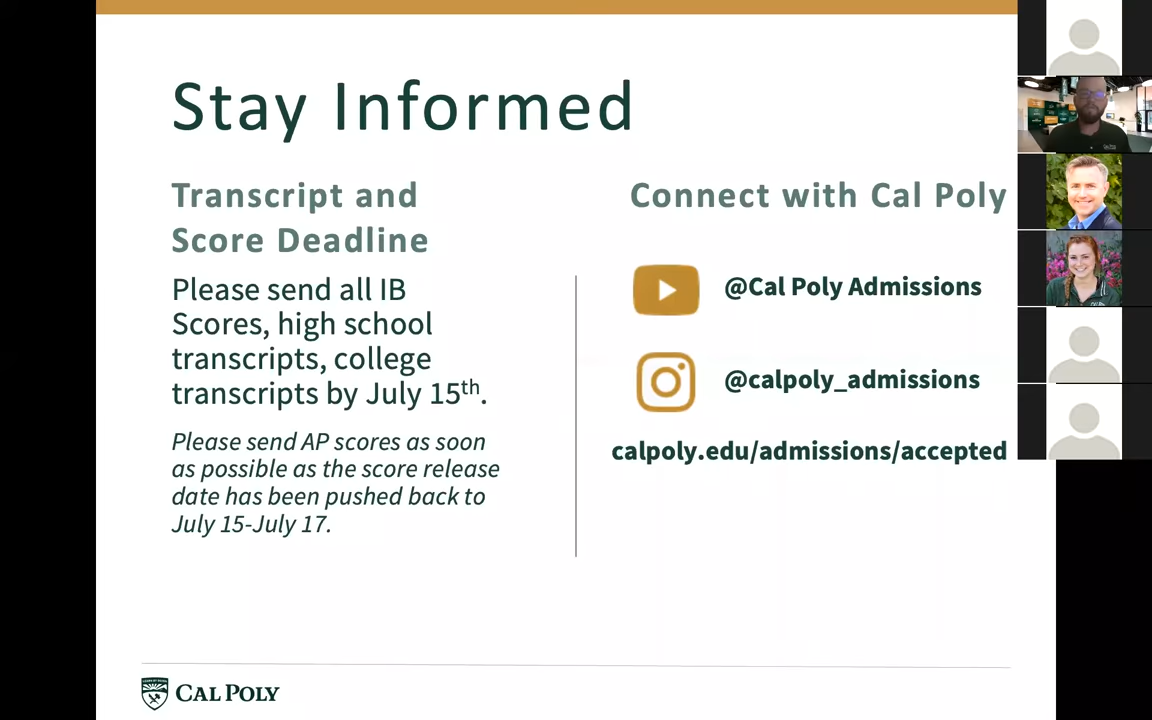 Stay Informed
Transcript and
Score Deadline
Please send all IB
Scores, high school
transcripts, college
transcripts by July 15th.
Please send AP scores as soon
as possible as the score release
date has been pushed back to
July 15-July 17.
Connect with Cal Poly
@Cal Poly Admissions
@calpoly_admissions
calpoly.edu/admissions/accepted
CAL POLY